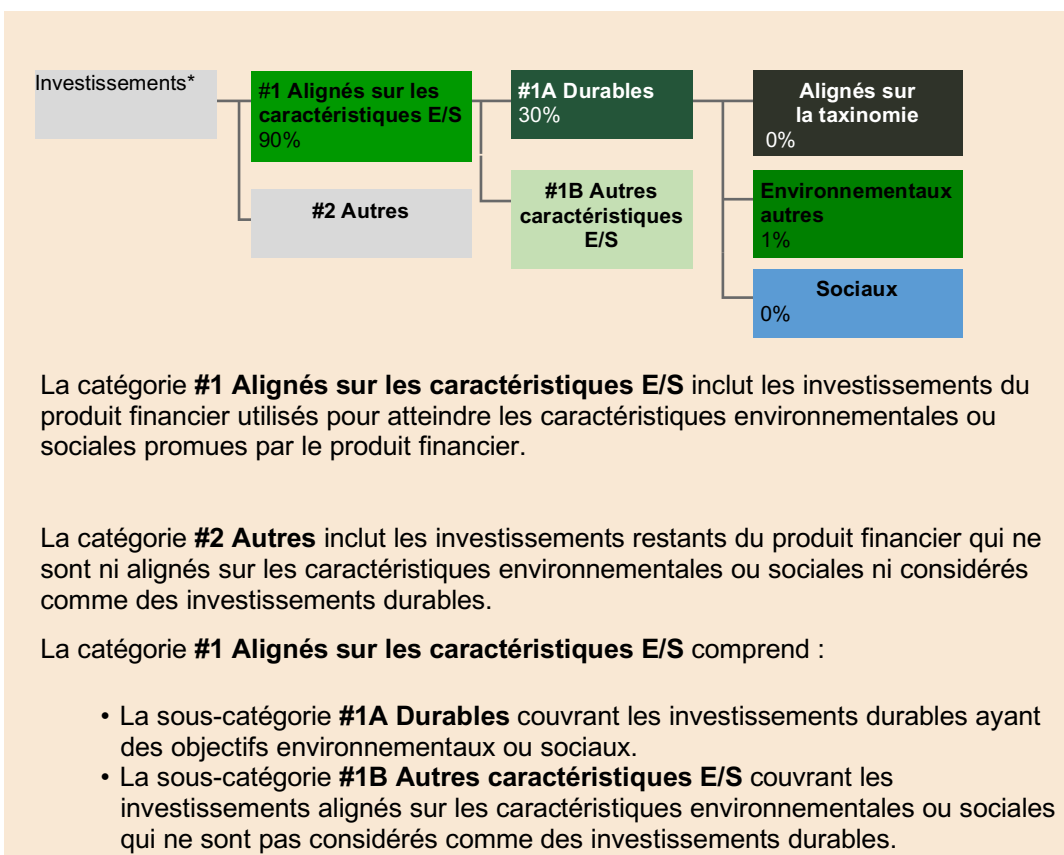 Investissements*
#1 Alignés sur les
caractéristiques E/S
90%
#2 Autres
#1A Durables
30%
#1B Autres
caractéristiques
E/S
Alignés sur
la taxinomie
0%
Environnementaux
autres
1%
Sociaux
0%
La catégorie #1 Alignés sur les caractéristiques E/S inclut les investissements du
produit financier utilisés pour atteindre les caractéristiques environnementales ou
sociales promues par le produit financier.
La catégorie #2 Autres inclut les investissements restants du produit financier qui ne
sont ni alignés sur les caractéristiques environnementales ou sociales ni considérés
comme des investissements durables.
La catégorie #1 Alignés sur les caractéristiques E/S comprend :
• La sous-catégorie #1A Durables couvrant les investissements durables ayant
des objectifs environnementaux ou sociaux.
• La sous-catégorie #1B Autres caractéristiques E/S couvrant les
investissements alignés sur les caractéristiques environnementales ou sociales
qui ne sont pas considérés comme des investissements durables.